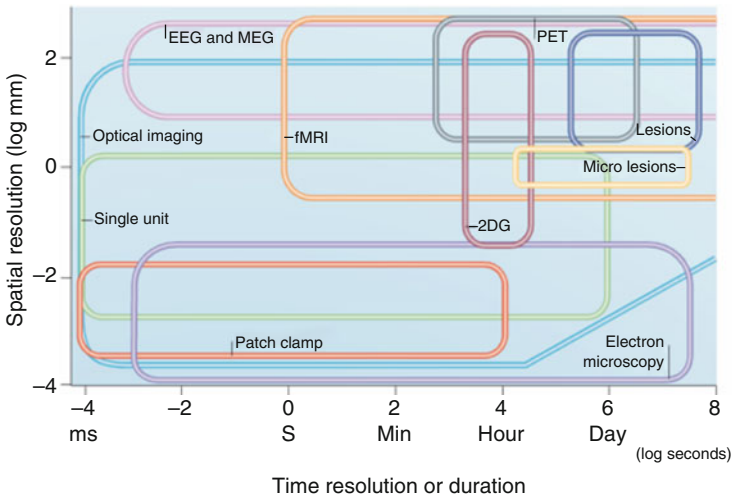 EEG and MEG
PET
2
Optical imaging
fMRI
Lesions
0
Micro lesions
Single unit
2DG
−2
Patch clamp
Electron
microscopy
−4
Spatial resolution (log mm)
−4 −2 0 2 4 6 8
ms S Min Hour Day
(log seconds)
Time resolution or duration